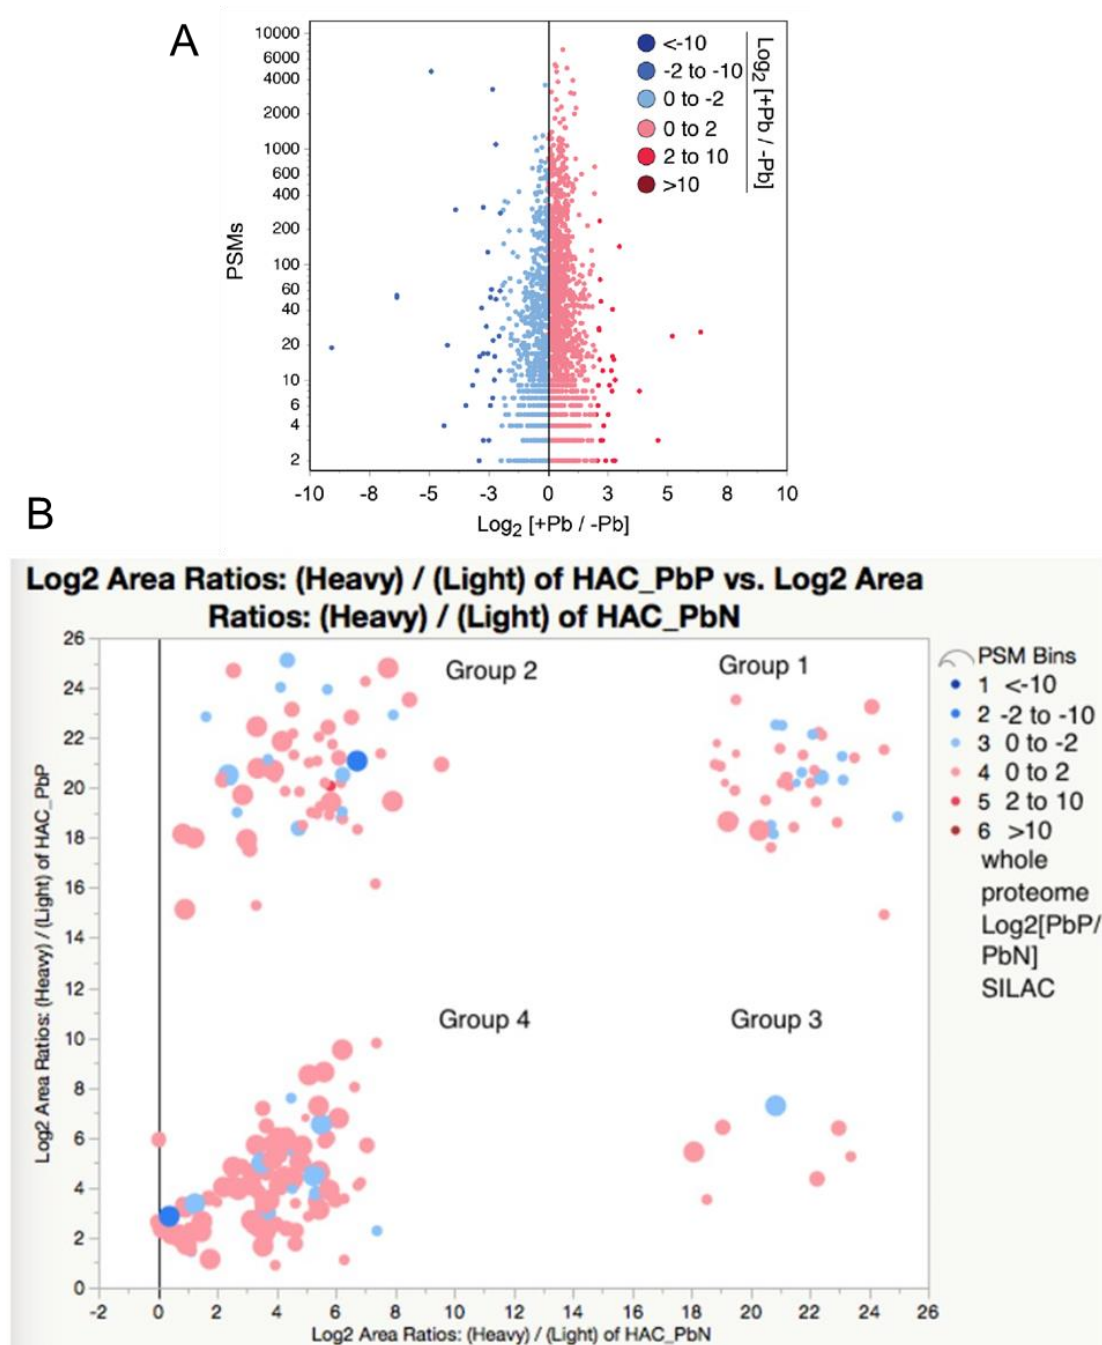 A
10000
6000
4000
2000
1000
600
400
200
100
60
40
20
10
6
4
2
PSMs
<-10
-2 to -10
0 to -2
0 to 2
2 to 10
>10
Log2 [+Pb / -Pb]
-10 -8 -5 -3 0 3 5 8 10
Log2 [+Pb / -Pb]
B
Log2 Area Ratios: (Heavy) / (Light) of HAC_PbP vs. Log2 Area
Ratios: (Heavy) / (Light) of HAC_PbN
26
24
22
20
18
16
14
12
10
8
6
4
2
0
Log2 Area Ratios: (Heavy) / (Light) of HAC_PbP
Group 2
Group 1
Group 4
Group 3
PSM Bins
1 <-10
2 -2 to -10
3 0 to -2
4 0 to 2
5 2 to 10
6 >10
whole
proteome
Log2[PbP/
PbN]
SILAC
-2 0 2 4 6 8 10 12 14 16 18 20 22 24 26
Log2 Area Ratios: (Heavy) / (Light) of HAC_PbN